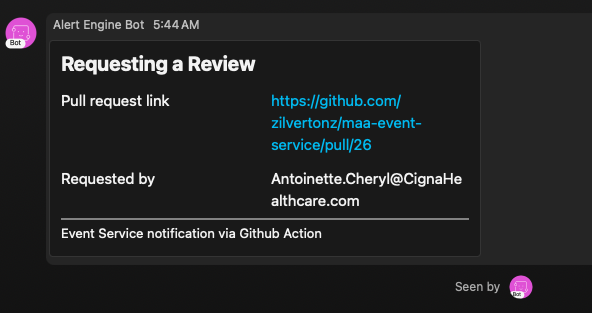 Alert Engine Bot 5:44 AM
Bot
Requesting a Review
Pull request link
https://github.com/
zilvertonz/maa-event-
service/pull/26
Requested by
Antoinette.Cheryl@CignaHe
althcare.com
Event Service notification via Github Action
Seen by
Bot